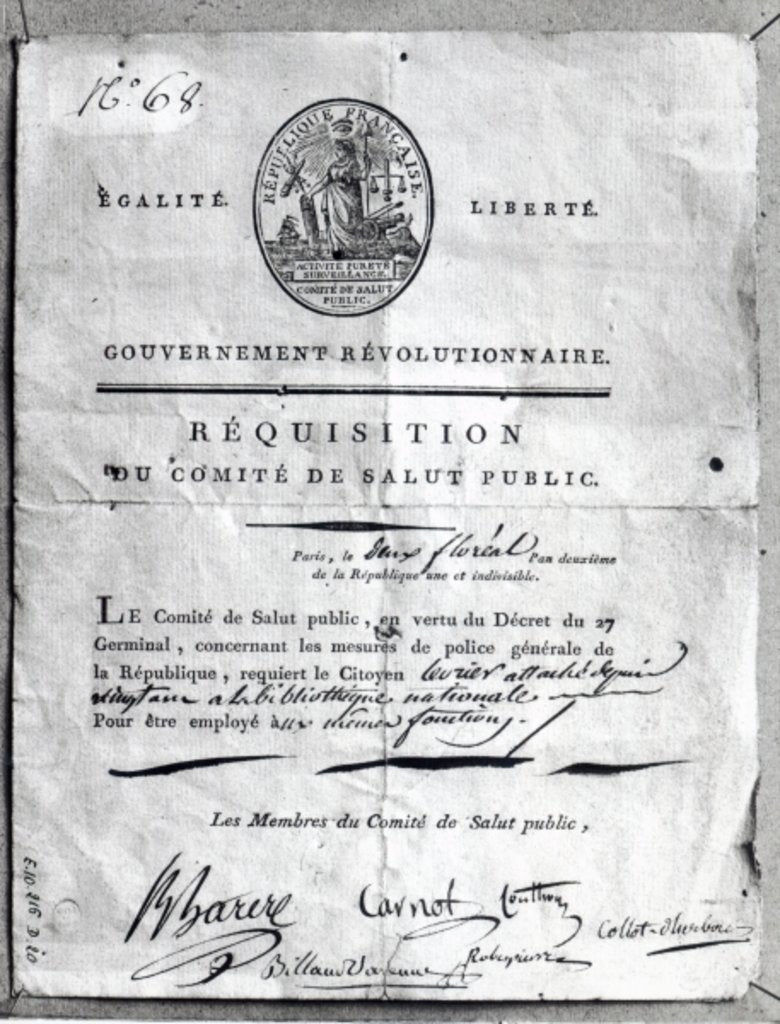 N.° 68.
RÉPUBLIQUE FRANÇAISE.
ÉGALITÉ.
LIBERTÉ.
ACTIVITÉ PURETÉ
SURVEILLANCE.
COMITÉ DE SALUT
PUBLIC.
GOUVERNEMENT RÉVOLUTIONNAIRE.
RÉQUISITION
DU COMITÉ DE SALUT PUBLIC.
Paris, le deux floréal l'an deuxième
de la République une et indivisible.
LE Comité de Salut public, en vertu du Décret du 27
Germinal, concernant les mesures de police générale de
la République, requiert le Citoyen attaché depuis
vingt ans a la bibliothèque nationale
Pour être employé aux mêmes fonctions.
Les Membres du Comité de Salut public,
B Barere Carnot Couthon
Collot-d'herbois
Billaud Varenne Robespierre